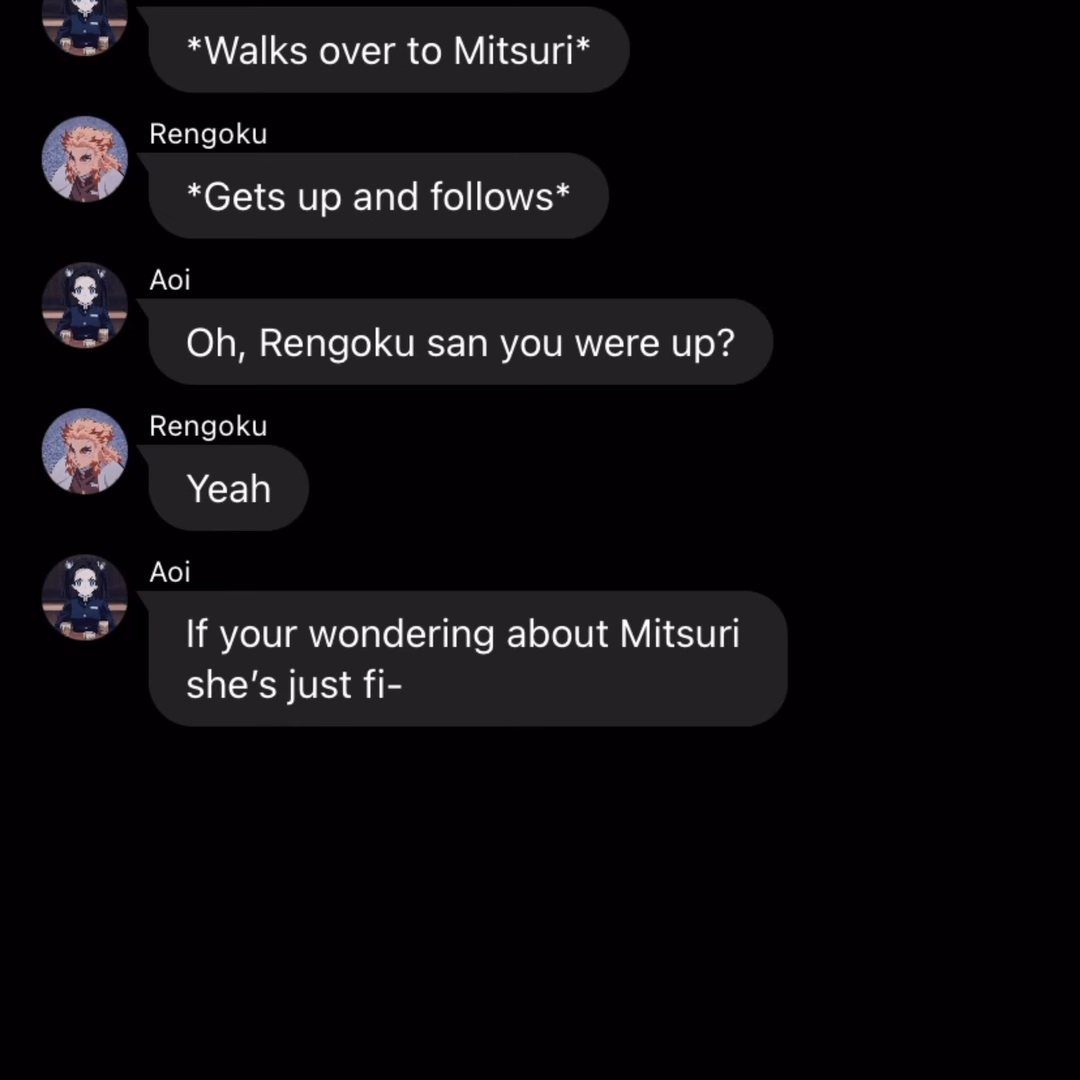 *Walks over to Mitsuri*
Rengoku
*Gets up and follows*
Aoi
Oh, Rengoku san you were up?
Rengoku
Yeah
Aoi
If your wondering about Mitsuri
she's just fi-